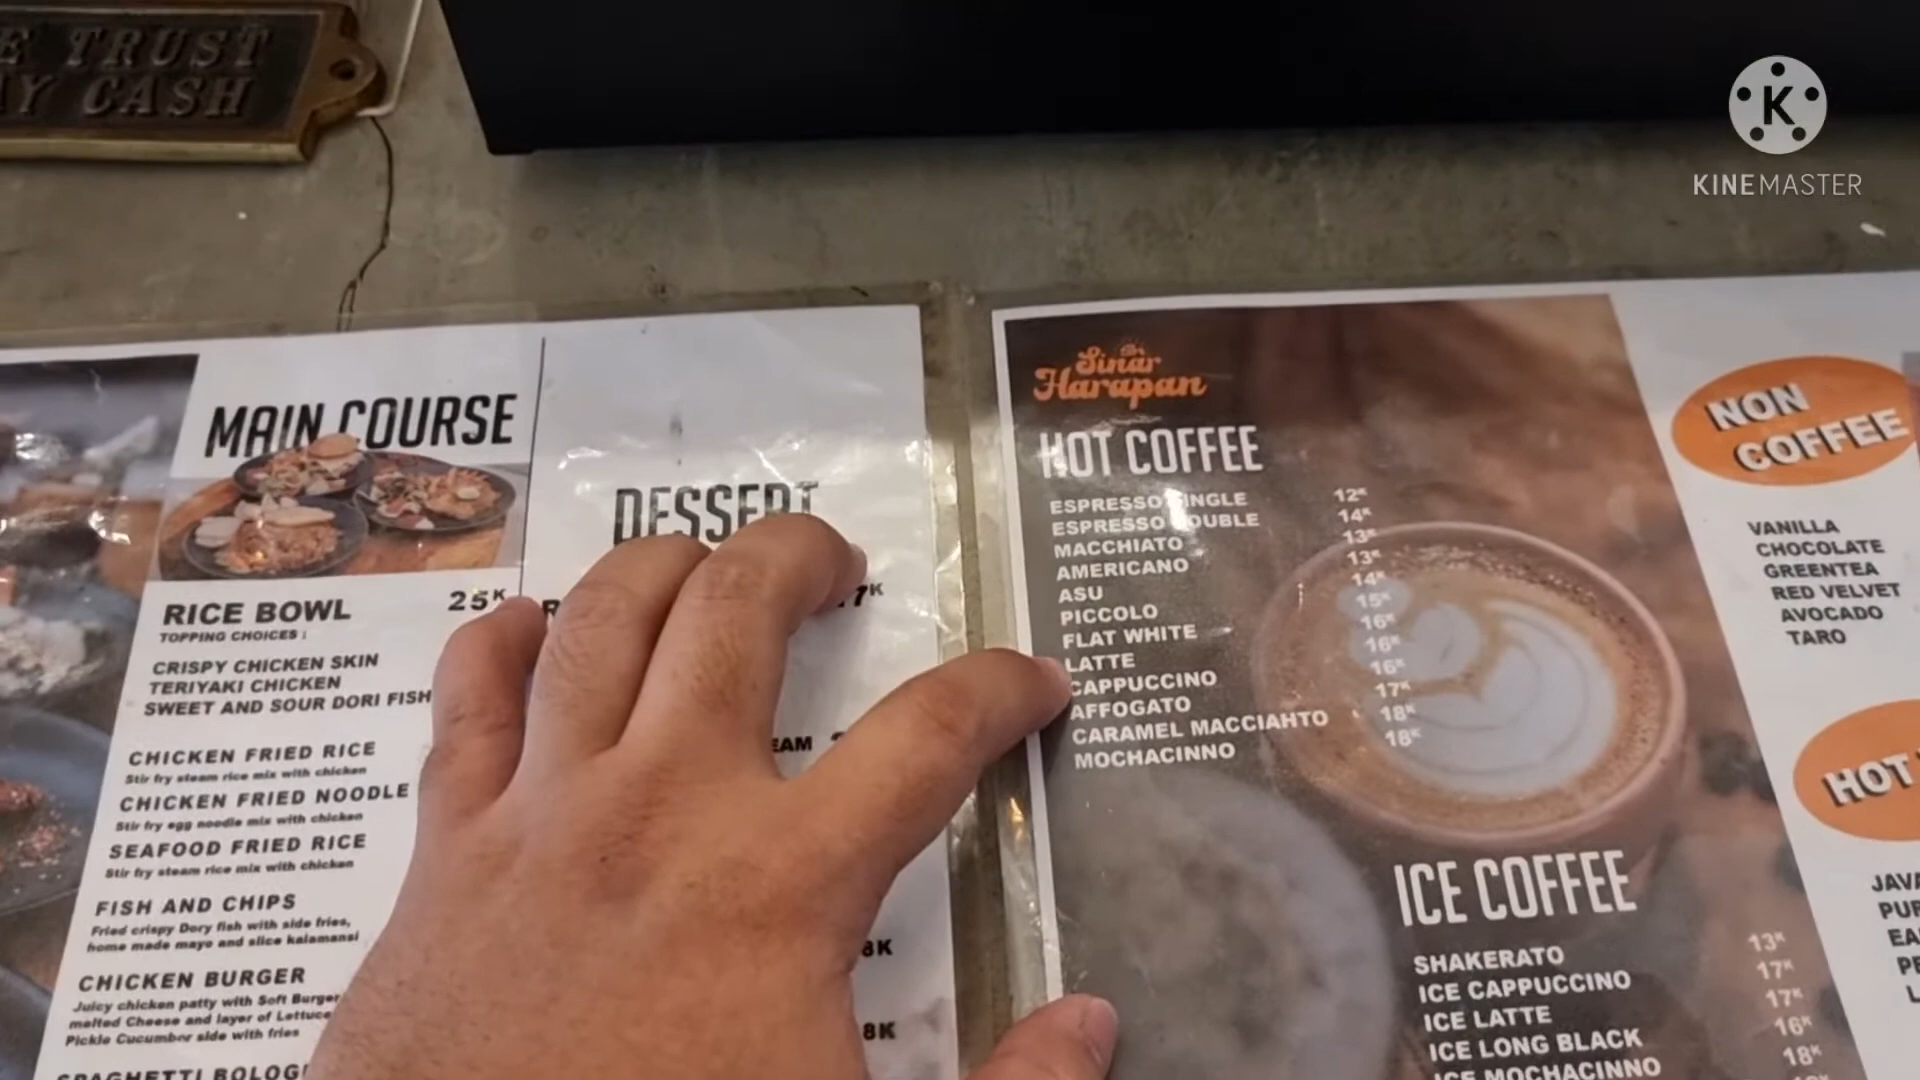 TRUST
CASH
KINEMASTER
MAIN COURSE
RICE BOWL 25K
TOPPING CHOICES :
CRISPY CHICKEN SKIN
TERIYAKI CHICKEN
SWEET AND SOUR DORI FISH
CHICKEN FRIED RICE
Stir fry steam rice mix with chicken
CHICKEN FRIED NOODLE
Stir fry egg noodle mix with chicken
SEAFOOD FRIED RICE
Stir fry steam rice mix with chicken
FISH AND CHIPS
Fried crispy Dory fish with side fries,
home made mayo and slice kalamansi
CHICKEN BURGER
Juicy chicken patty with Soft Burger
melted Cheese and layer of Lettuce
Pickle Cucumber side with fries
SPAGHETTI
DESSERT
Sinar
Harapan
HOT COFFEE
ESPRESSO SINGLE 12K
ESPRESSO DOUBLE 14K
MACCHIATO 13K
AMERICANO 13K
ASU 14K
PICCOLO 15K
FLAT WHITE 16K
LATTE 16K
CAPPUCCINO 16K
AFFOGATO 17K
CARAMEL MACCIAHTO 18K
MOCHACINNO 18K
ICE COFFEE
SHAKERATO 13K
ICE CAPPUCCINO 17K
ICE LATTE 17K
ICE LONG BLACK 16K
ICE MOCHACINNO 18K
NON
COFFEE
VANILLA
CHOCOLATE
GREENTEA
RED VELVET
AVOCADO
TARO
HOT